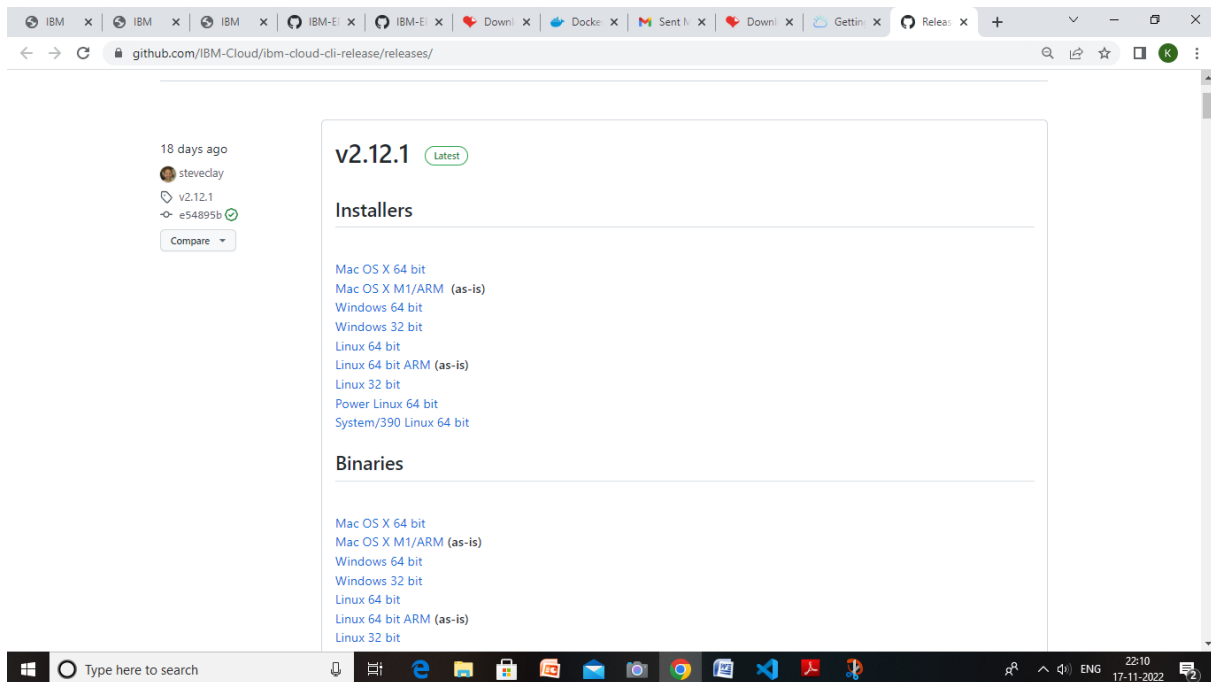 IBM
IBM
IBM
IBM-El
IBM-El
Downl
Docke
Sent M
Downl
Getting
Releas
github.com/IBM-Cloud/ibm-cloud-cli-release/releases/
K
18 days ago
steveclay
v2.12.1
e54895b
Compare
v2.12.1 Latest
Installers
Mac OS X 64 bit
Mac OS X M1/ARM (as-is)
Windows 64 bit
Windows 32 bit
Linux 64 bit
Linux 64 bit ARM (as-is)
Linux 32 bit
Power Linux 64 bit
System/390 Linux 64 bit
Binaries
Mac OS X 64 bit
Mac OS X M1/ARM (as-is)
Windows 64 bit
Windows 32 bit
Linux 64 bit
Linux 64 bit ARM (as-is)
Linux 32 bit
Type here to search
ENG
22:10
17-11-2022
2